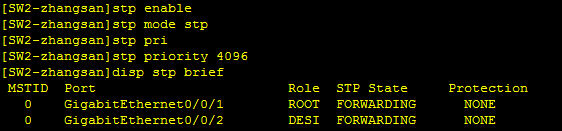 [SW2-zhangsan]stp enable
[SW2-zhangsan]stp mode stp
[SW2-zhangsan]stp pri
[SW2-zhangsan]stp priority 4096
[SW2-zhangsan]disp stp brief
MSTID Port Role STP State Protection
0 GigabitEthernet0/0/1 ROOT FORWARDING NONE
0 GigabitEthernet0/0/2 DESI FORWARDING NONE